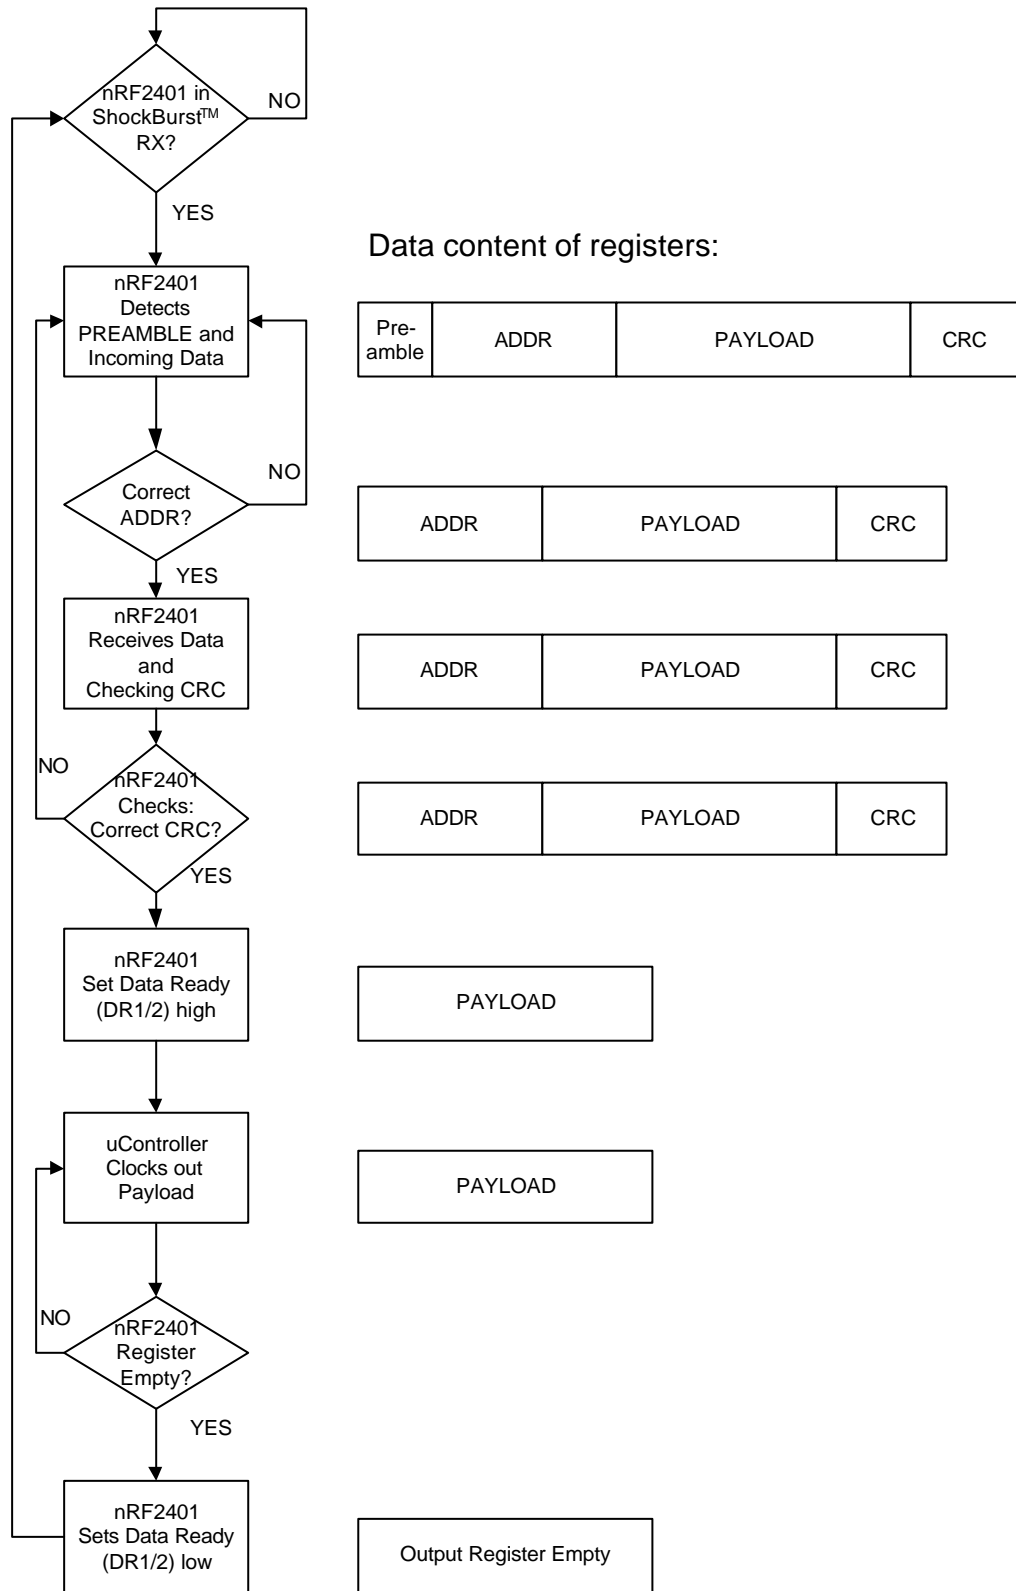 nRF2401 in
ShockBurst™
RX?
NO
YES
Data content of registers:
nRF2401
Detects
PREAMBLE and
Incoming Data
Pre-
amble
ADDR
PAYLOAD
CRC
Correct
ADDR?
NO
YES
ADDR
PAYLOAD
CRC
nRF2401
Receives Data
and
Checking CRC
ADDR
PAYLOAD
CRC
NO
nRF2401
Checks:
Correct CRC?
YES
ADDR
PAYLOAD
CRC
nRF2401
Set Data Ready
(DR1/2) high
PAYLOAD
uController
Clocks out
Payload
PAYLOAD
NO
nRF2401
Register
Empty?
YES
nRF2401
Sets Data Ready
(DR1/2) low
Output Register Empty